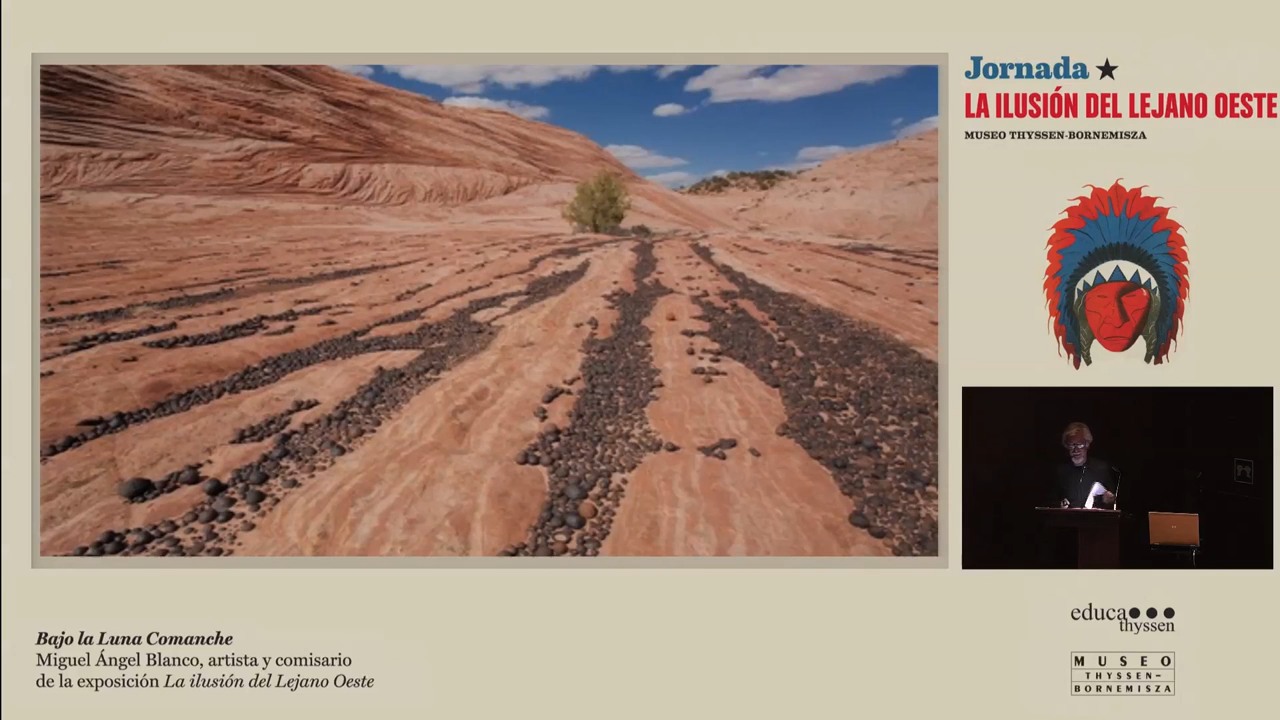 Jornada ★
LA ILUSIÓN DEL LEJANO OESTE
MUSEO THYSSEN-BORNEMISZA
Bajo la Luna Comanche
Miguel Ángel Blanco, artista y comisario
de la exposición La ilusión del Lejano Oeste
educa
thyssen
MUSEO
THYSSEN-
BORNEMISZA